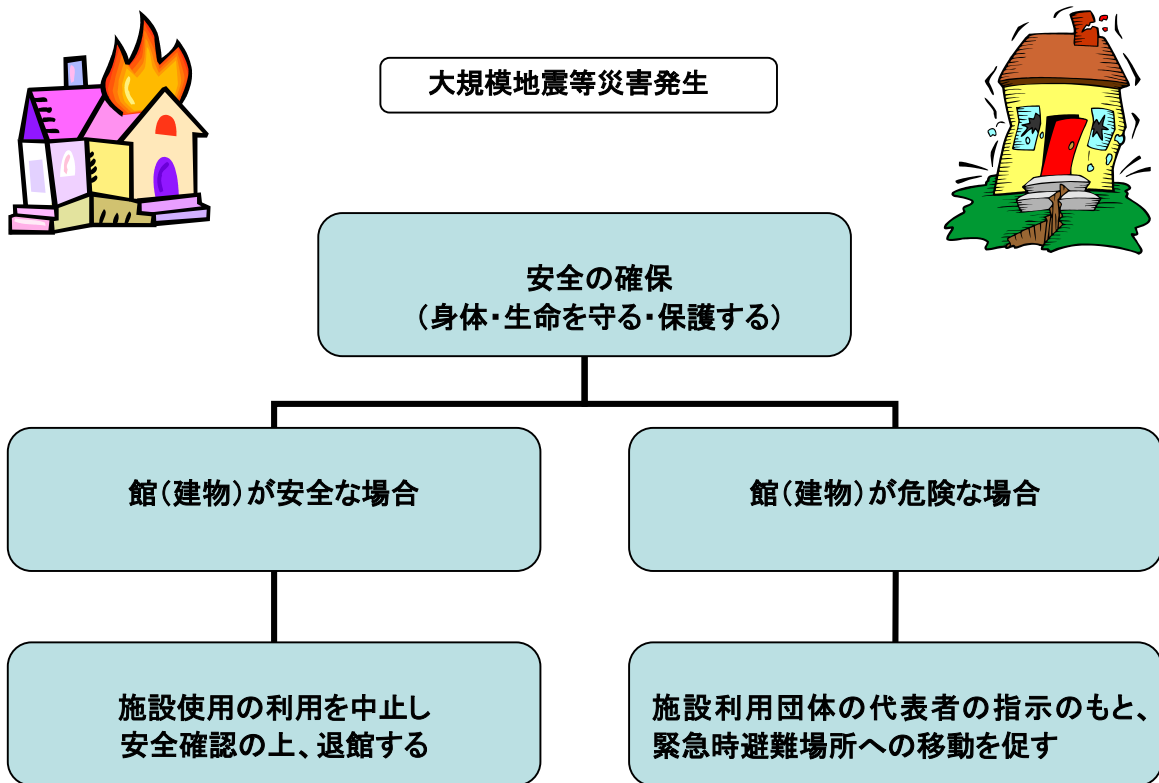 大規模地震等災害発生
安全の確保
（身体・生命を守る・保護する）
館（建物）が安全な場合
館（建物）が危険な場合
施設使用の利用を中止し
安全確認の上、退館する
施設利用団体の代表者の指示のもと、
緊急時避難場所への移動を促す